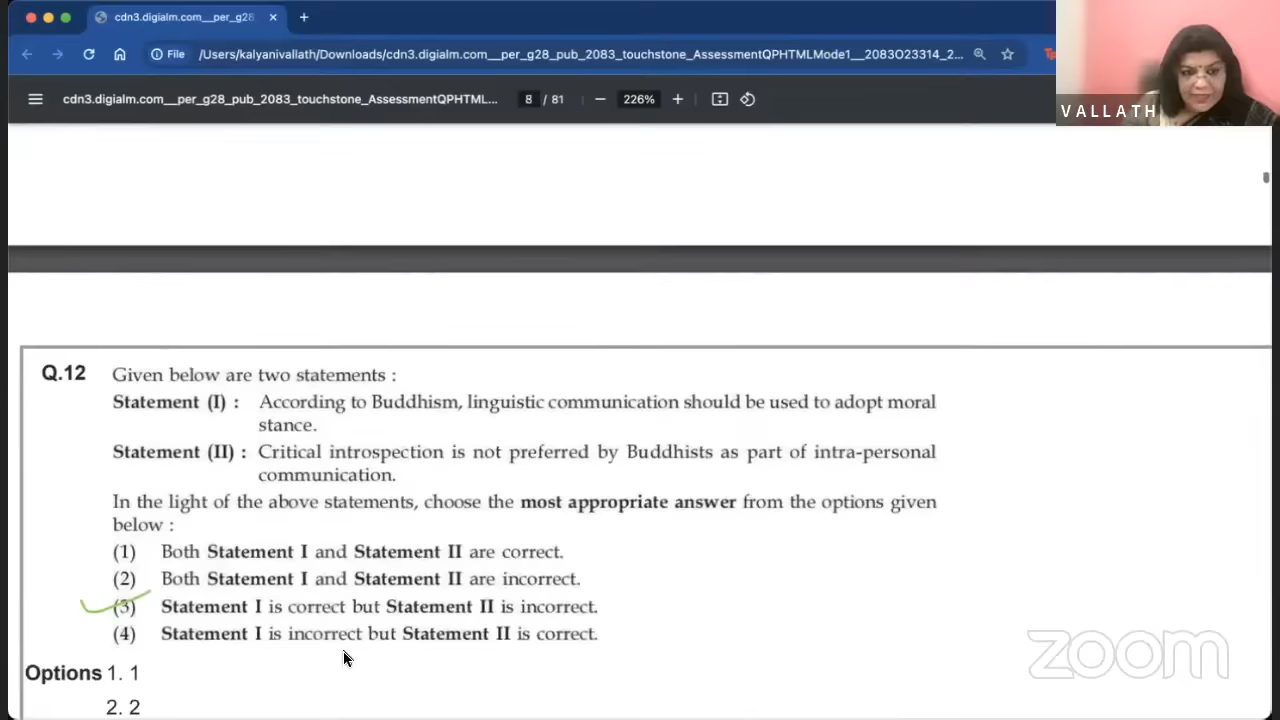 cdn3.digialm.com__per_g28
File
/Users/kalyanivallath/Downloads/cdn3.digialm.com__per_g28_pub_2083_touchstone_AssessmentQPHTMLMode1__2083O23314_2...
cdn3.digialm.com__per_g28_pub_2083_touchstone_AssessmentQPHTML...
8 / 81
226%
VALLATH
Q.12 Given below are two statements :
Statement (I) : According to Buddhism, linguistic communication should be used to adopt moral
stance.
Statement (II) : Critical introspection is not preferred by Buddhists as part of intra-personal
communication.
In the light of the above statements, choose the most appropriate answer from the options given
below :
(1) Both Statement I and Statement II are correct.
(2) Both Statement I and Statement II are incorrect.
(3) Statement I is correct but Statement II is incorrect.
(4) Statement I is incorrect but Statement II is correct.
Options 1. 1
2. 2
zoom